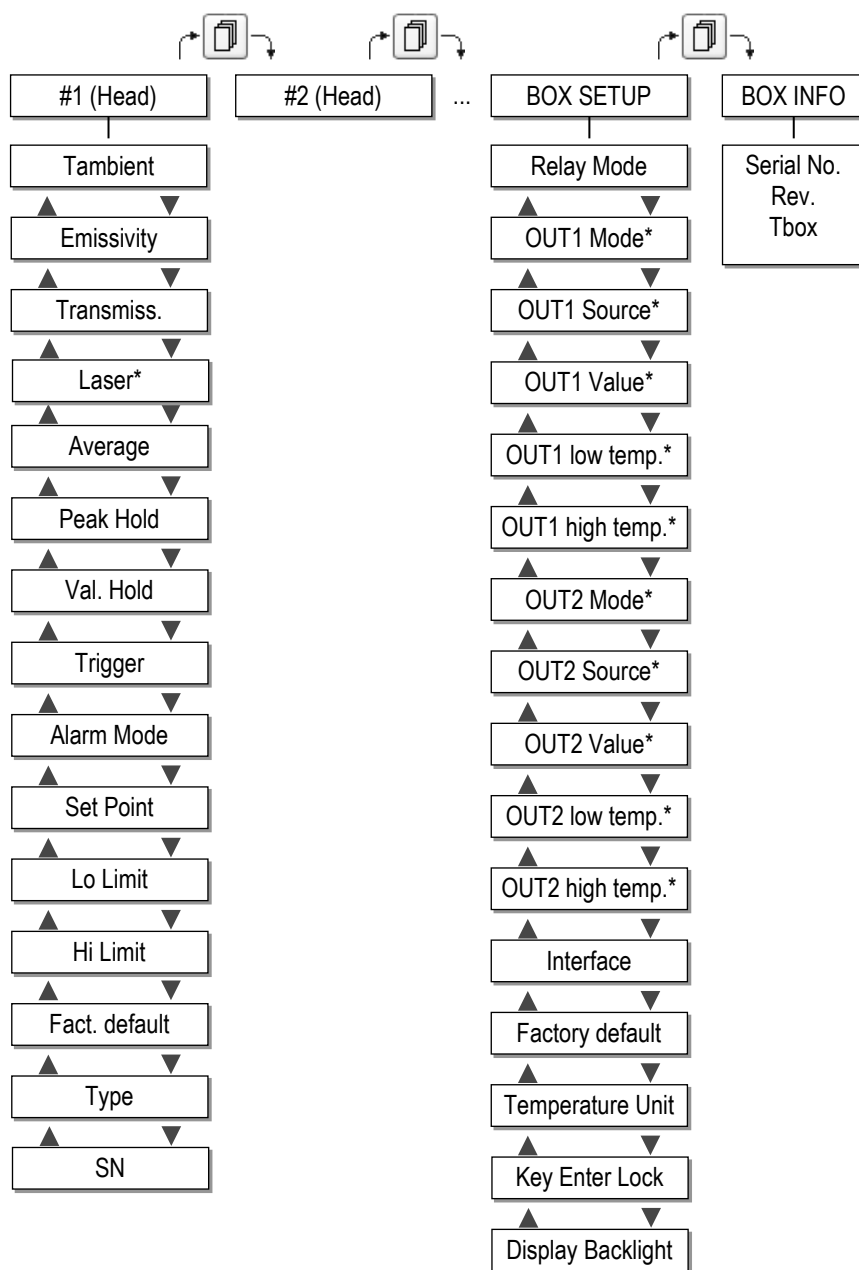 #1 (Head)
#2 (Head)
...
BOX SETUP
BOX INFO
Tambient
Emissivity
Transmiss.
Laser*
Average
Peak Hold
Val. Hold
Trigger
Alarm Mode
Set Point
Lo Limit
Hi Limit
Fact. default
Type
SN
Relay Mode
OUT1 Mode*
OUT1 Source*
OUT1 Value*
OUT1 low temp.*
OUT1 high temp.*
OUT2 Mode*
OUT2 Source*
OUT2 Value*
OUT2 low temp.*
OUT2 high temp.*
Interface
Factory default
Temperature Unit
Key Enter Lock
Display Backlight
Serial No.
Rev.
Tbox